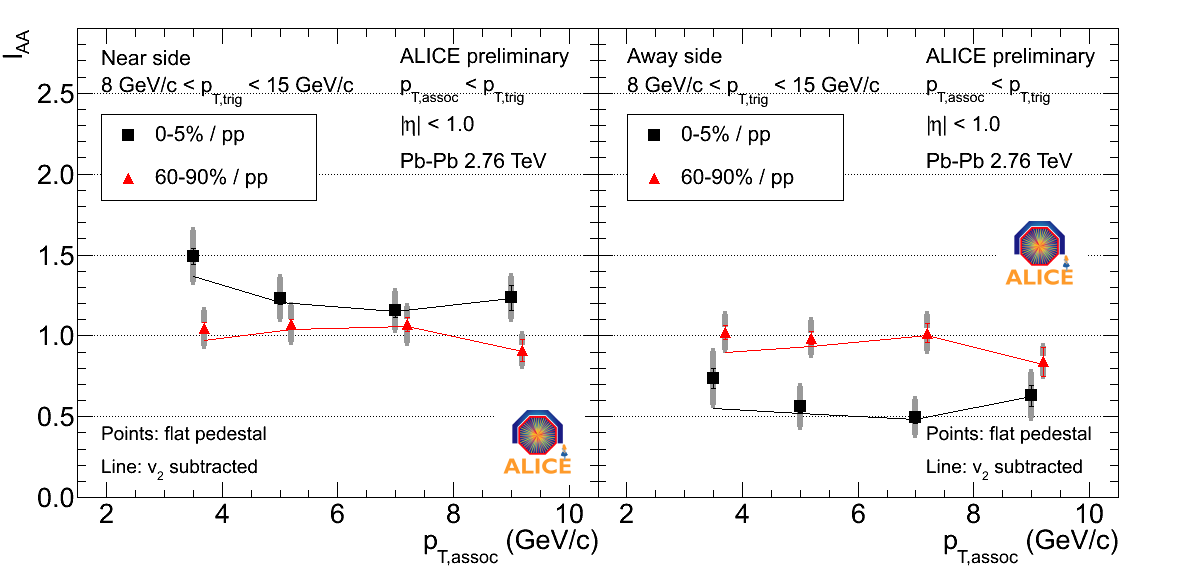 I_AA
Near side
8 GeV/c < p_T,trig < 15 GeV/c
0-5% / pp
60-90% / pp
ALICE preliminary
p_T,assoc < p_T,trig
|η| < 1.0
Pb-Pb 2.76 TeV
Points: flat pedestal
Line: v_2 subtracted
ALICE
Away side
8 GeV/c < p_T,trig < 15 GeV/c
0-5% / pp
60-90% / pp
ALICE preliminary
p_T,assoc < p_T,trig
|η| < 1.0
Pb-Pb 2.76 TeV
ALICE
Points: flat pedestal
Line: v_2 subtracted
2.5
2.0
1.5
1.0
0.5
0.0
2 4 6 8 10
2 4 6 8 10
p_T,assoc (GeV/c)
p_T,assoc (GeV/c)